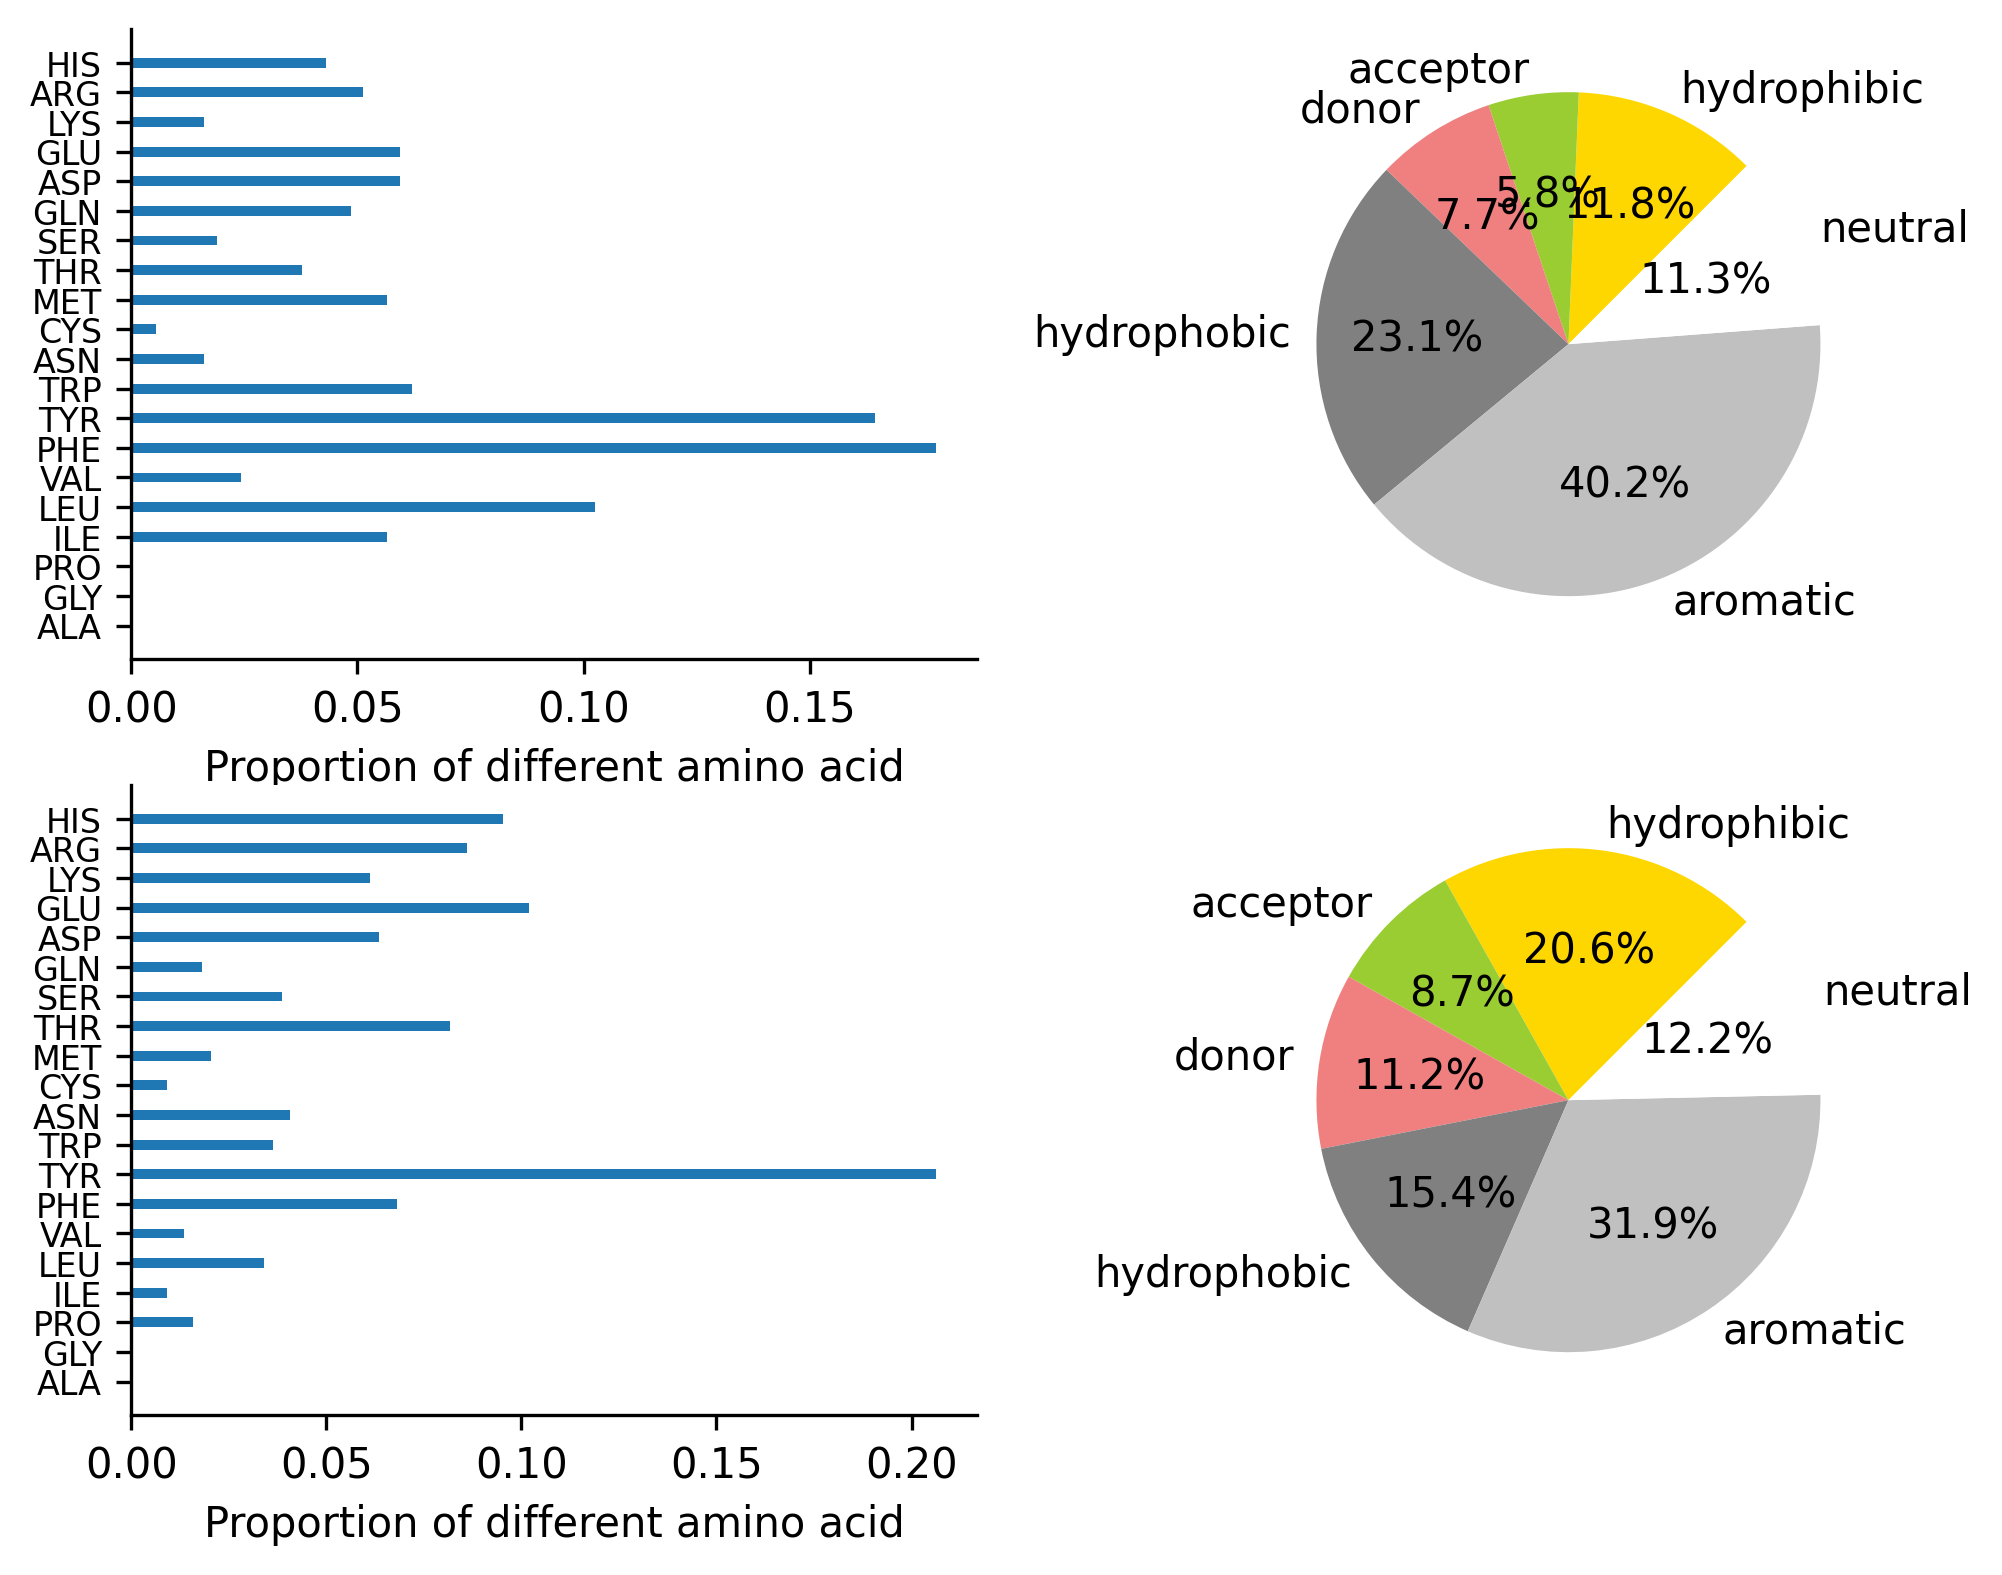 HIS
ARG
LYS
GLU
ASP
GLN
SER
THR
MET
CYS
ASN
TRP
TYR
PHE
VAL
LEU
ILE
PRO
GLY
ALA
0.00 0.05 0.10 0.15
Proportion of different amino acid
acceptor
hydrophibic
donor
neutral
hydrophobic
aromatic
5.8%
11.8%
7.7%
11.3%
23.1%
40.2%
HIS
ARG
LYS
GLU
ASP
GLN
SER
THR
MET
CYS
ASN
TRP
TYR
PHE
VAL
LEU
ILE
PRO
GLY
ALA
0.00 0.05 0.10 0.15 0.20
Proportion of different amino acid
hydrophibic
acceptor
neutral
donor
hydrophobic
aromatic
20.6%
8.7%
12.2%
11.2%
15.4%
31.9%